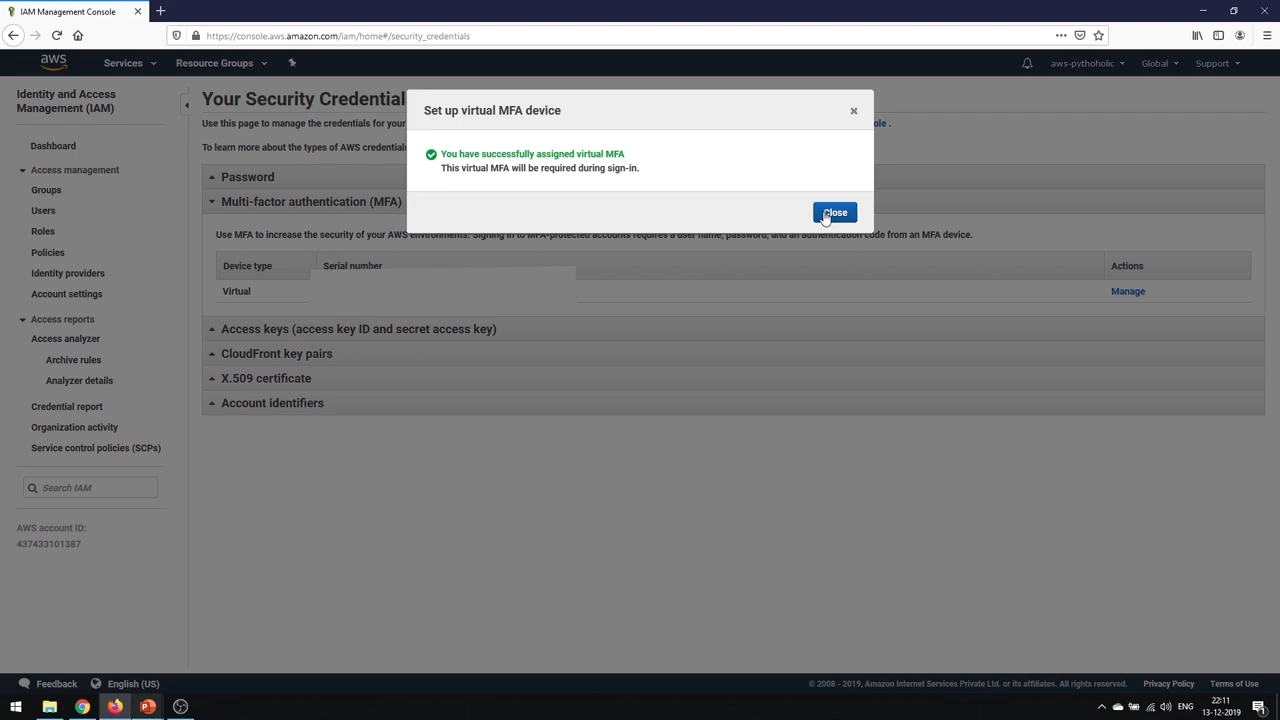 IAM Management Console
https://console.aws.amazon.com/iam/home#/security_credentials
aws
Services
Resource Groups
aws-pythoholic
Global
Support
Identity and Access
Management (IAM)
Dashboard
Access management
Groups
Users
Roles
Policies
Identity providers
Account settings
Access reports
Access analyzer
Archive rules
Analyzer details
Credential report
Organization activity
Service control policies (SCPs)
Search IAM
AWS account ID:
437433101387
Your Security Credential
Use this page to manage the credentials for your
ole .
To learn more about the types of AWS credentials
Set up virtual MFA device
You have successfully assigned virtual MFA
This virtual MFA will be required during sign-in.
Close
Password
Multi-factor authentication (MFA)
Use MFA to increase the security of your AWS environments. Signing in to MFA-protected accounts requires a user name, password, and an authentication code from an MFA device.
Device type Serial number Actions
Virtual Manage
Access keys (access key ID and secret access key)
CloudFront key pairs
X.509 certificate
Account identifiers
Feedback
English (US)
© 2008 - 2019, Amazon Internet Services Private Ltd. or its affiliates. All rights reserved.
Privacy Policy
Terms of Use
ENG
22:11
13-12-2019